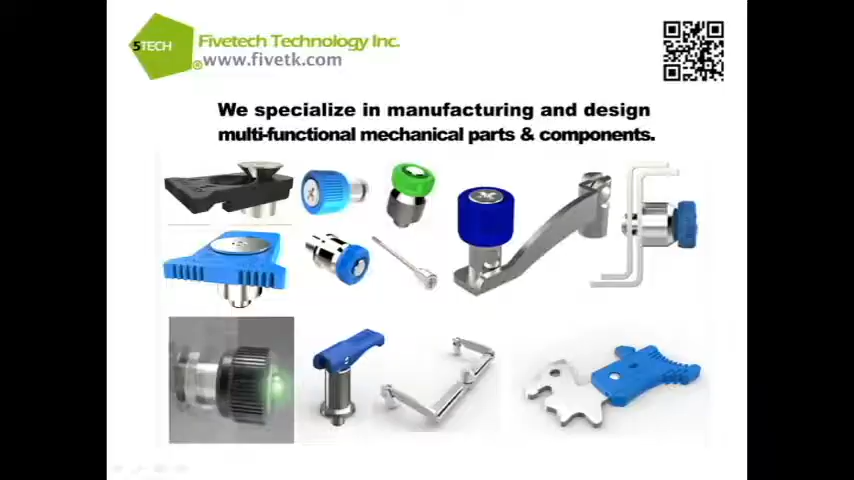 5TECH
Fivetech Technology Inc.
®www.fivetk.com
We specialize in manufacturing and design
multi-functional mechanical parts & components.